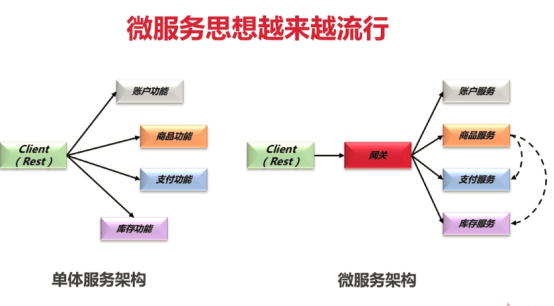 微服务思想越来越流行
Client
（Rest）
账户功能
商品功能
支付功能
库存功能
单体服务架构
Client
（Rest）
网关
账户服务
商品服务
支付服务
库存服务
微服务架构